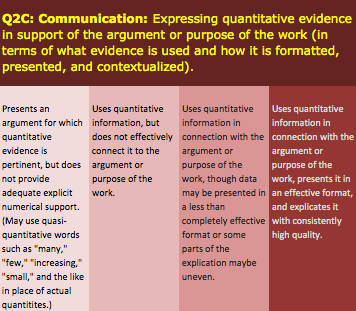 Q2C: Communication: Expressing quantitative evidence
in support of the argument or purpose of the work (in
terms of what evidence is used and how it is formatted,
presented, and contextualized).
Presents an
argument for which
quantitative
evidence is
pertinent, but does
not provide
adequate explicit
numerical support.
(May use quasi-
quantitative words
such as "many,"
"few," "increasing,"
"small," and the like
in place of actual
quantitites.)
Uses quantitative
information, but
does not effectively
connect it to the
argument or
purpose of the
work.
Uses quantitative
information in
connection with the
argument or
purpose of the
work, though data
may be presented in
a less than
completely effective
format or some
parts of the
explication maybe
uneven.
Uses quantitative
information in
connection with the
argument or
purpose of the
work, presents it in
an effective format,
and explicates it
with consistently
high quality.